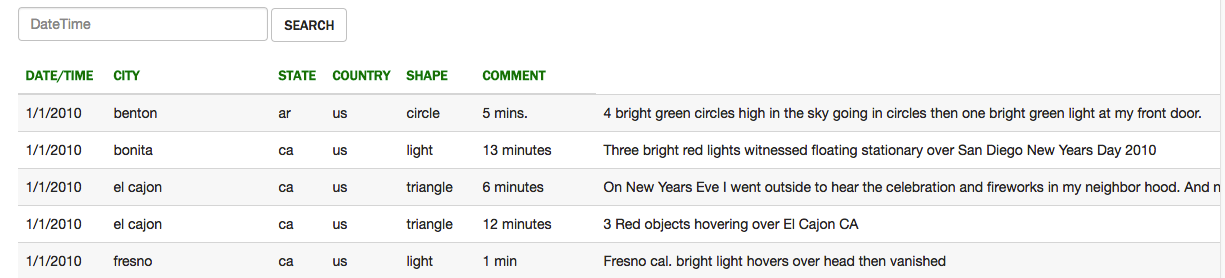 DateTime SEARCH
DATE/TIME CITY STATE COUNTRY SHAPE COMMENT
1/1/2010 benton ar us circle 5 mins. 4 bright green circles high in the sky going in circles then one bright green light at my front door.
1/1/2010 bonita ca us light 13 minutes Three bright red lights witnessed floating stationary over San Diego New Years Day 2010
1/1/2010 el cajon ca us triangle 6 minutes On New Years Eve I went outside to hear the celebration and fireworks in my neighbor hood. And
1/1/2010 el cajon ca us triangle 12 minutes 3 Red objects hovering over El Cajon CA
1/1/2010 fresno ca us light 1 min Fresno cal. bright light hovers over head then vanished